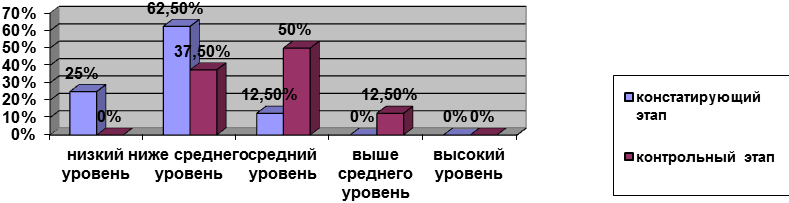 70%
60%
50%
40%
30%
20%
10%
0%
25%
0%
62,50%
37,50%
12,50%
50%
0%
12,50%
0%
0%
низкий
уровень
ниже среднего
уровень
средний
уровень
выше
среднего
уровень
высокий
уровень
констатирующий
этап
контрольный этап